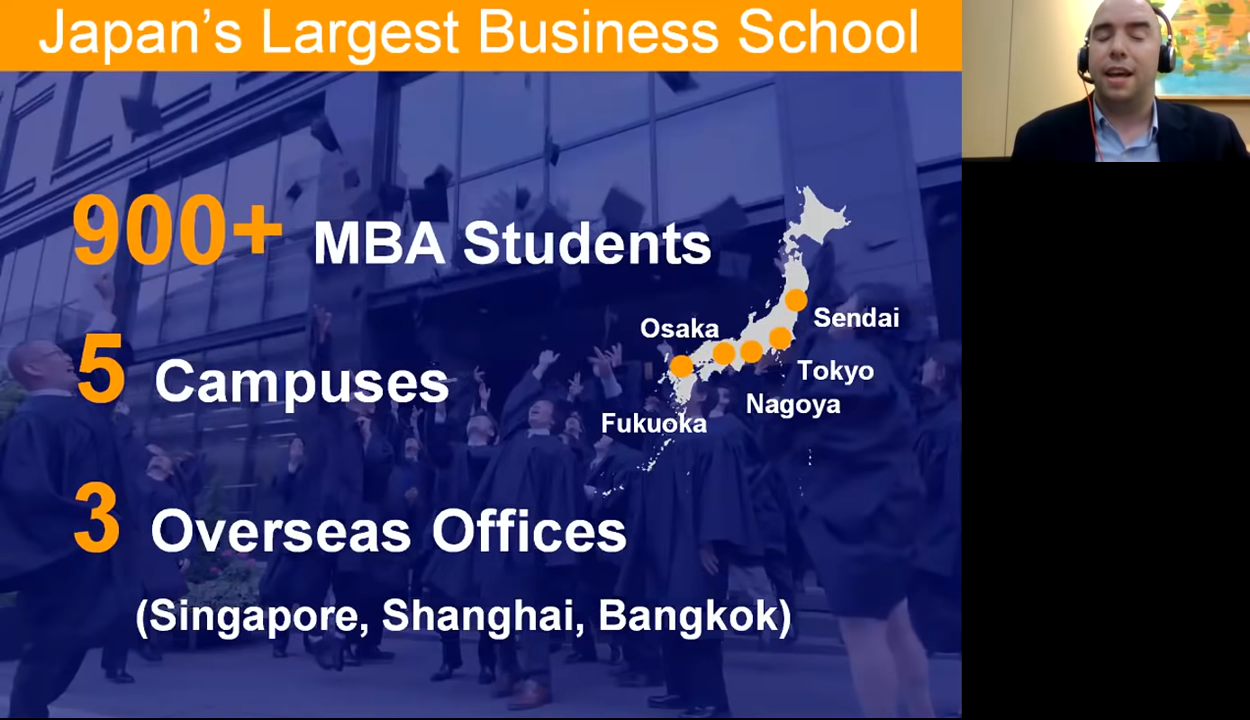 Japan's Largest Business School
900+ MBA Students
5 Campuses
3 Overseas Offices
(Singapore, Shanghai, Bangkok)
Sendai
Osaka
Tokyo
Nagoya
Fukuoka